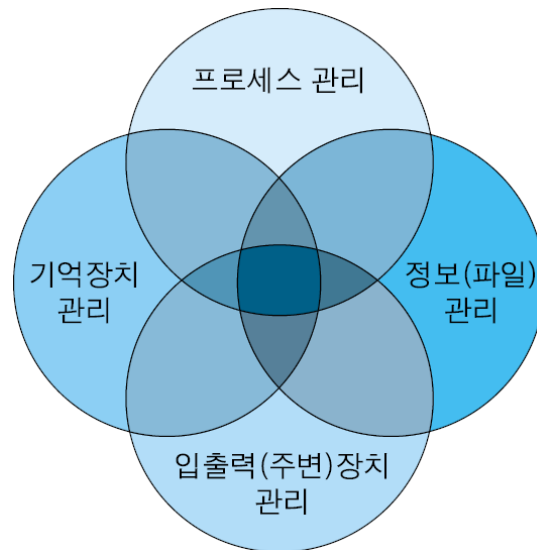 프로세스 관리
기억장치
관리
정보(파일)
관리
입출력(주변)장치
관리